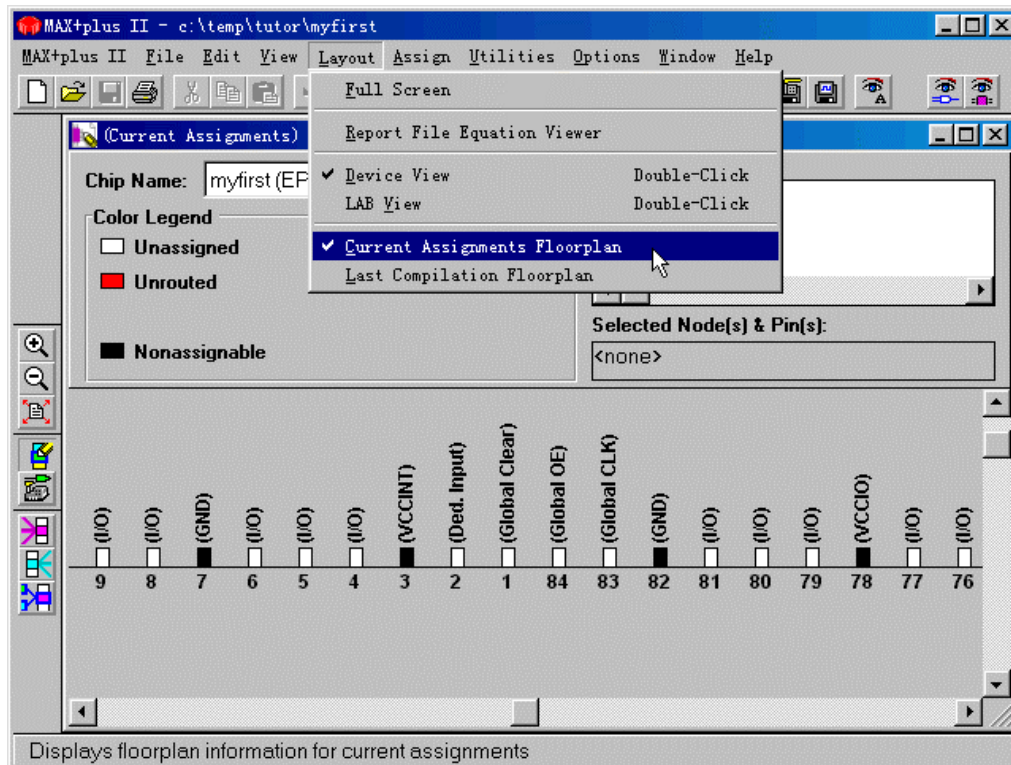 MAX+plus II - c:\temp\tutor\myfirst
MAX+plus II File Edit View Layout Assign Utilities Options Window Help
Full Screen
Report File Equation Viewer
Device View Double-Click
LAB View Double-Click
Current Assignments Floorplan
Last Compilation Floorplan
(Current Assignments)
Chip Name: myfirst (EP
Color Legend
Unassigned
Unrouted
Nonassignable
Selected Node(s) & Pin(s):
<none>
(I/O) (I/O) (GND) (I/O) (I/O) (I/O) (VCCINT) (Ded. Input) (Global Clear) (Global OE) (Global CLK) (GND) (I/O) (I/O) (I/O) (VCCIO) (I/O) (I/O)
9 8 7 6 5 4 3 2 1 84 83 82 81 80 79 78 77 76
Displays floorplan information for current assignments